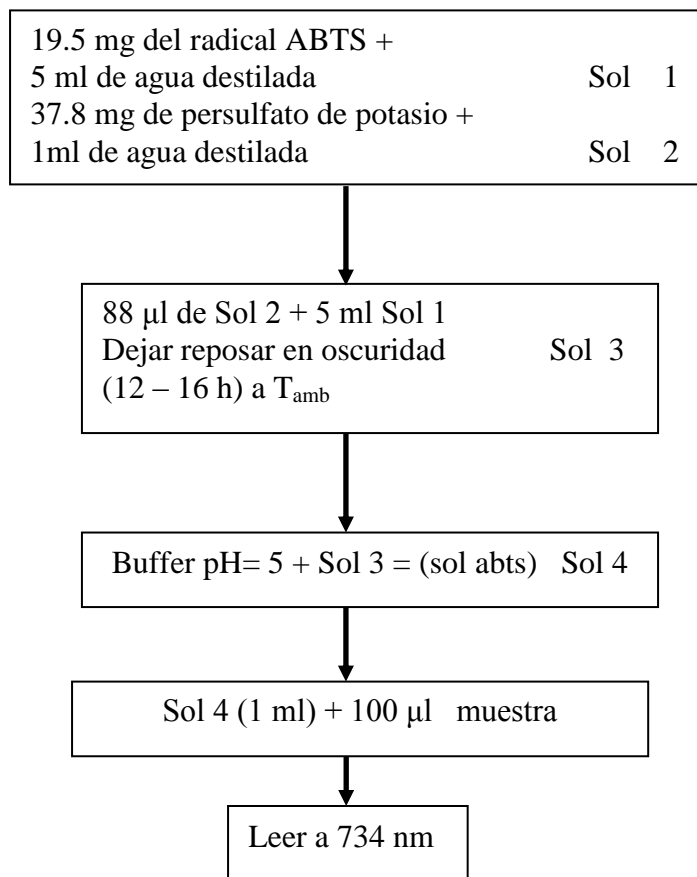 19.5 mg del radical ABTS +
5 ml de agua destilada Sol 1
37.8 mg de persulfato de potasio +
1ml de agua destilada Sol 2
88 µl de Sol 2 + 5 ml Sol 1
Dejar reposar en oscuridad Sol 3
(12 – 16 h) a Tamb
Buffer pH= 5 + Sol 3 = (sol abts) Sol 4
Sol 4 (1 ml) + 100 µl muestra
Leer a 734 nm